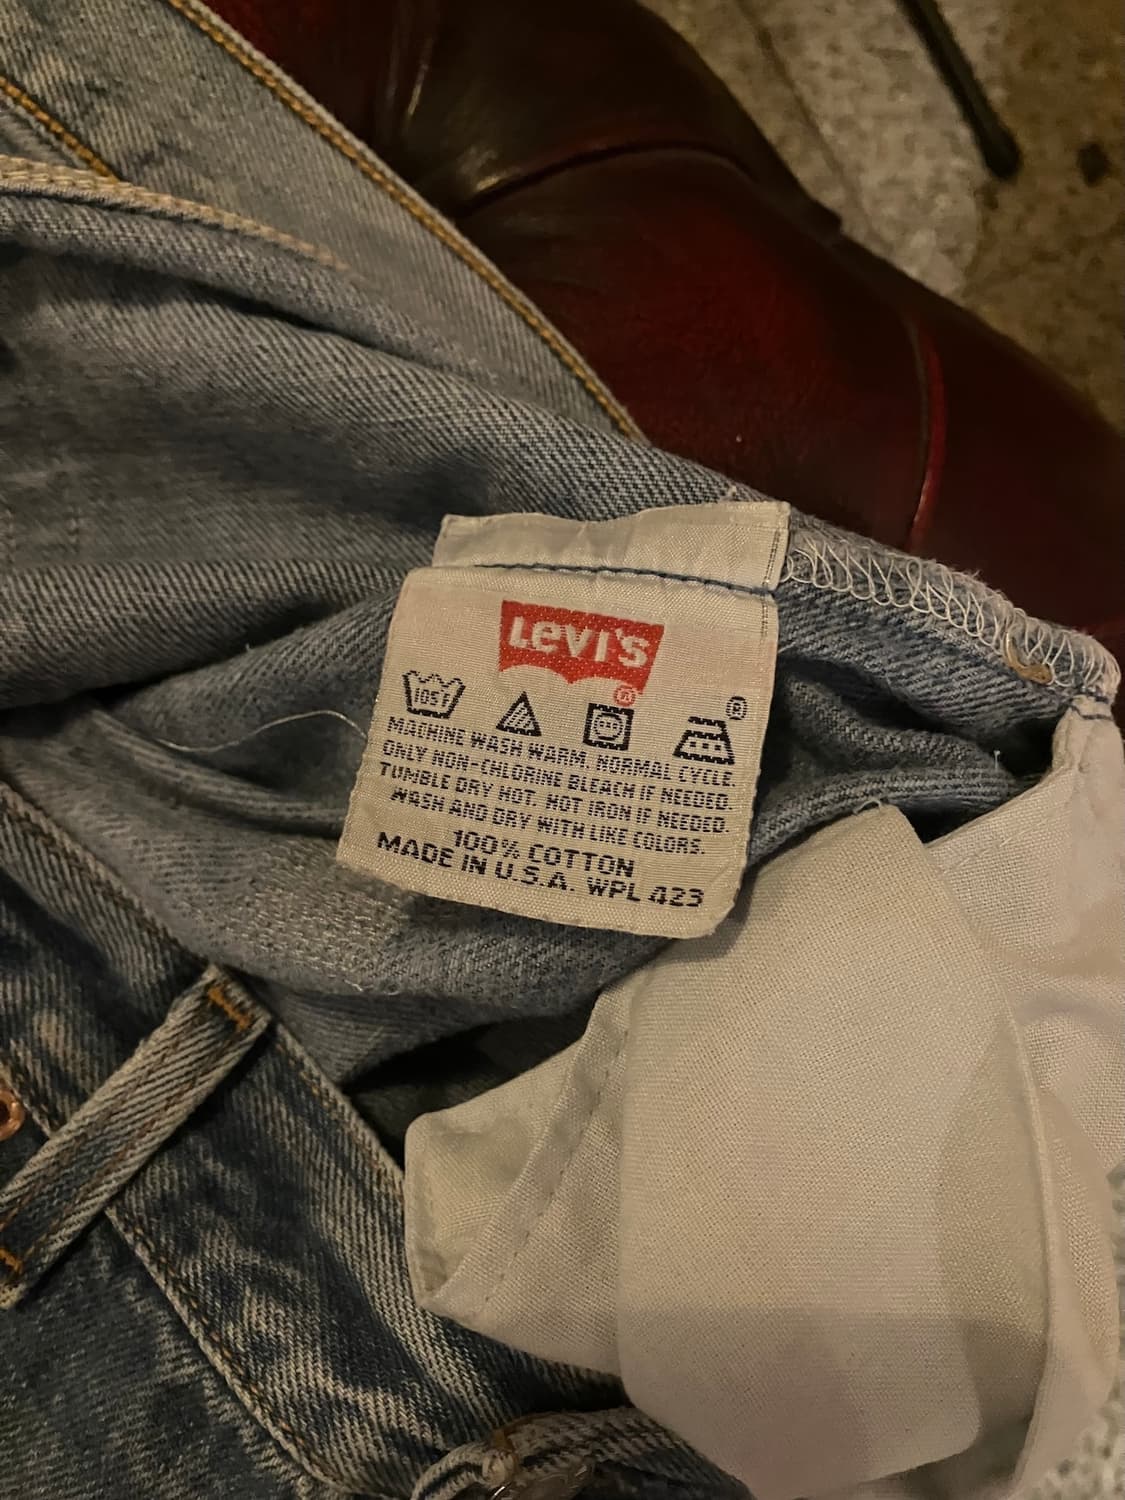 LEVI'S
®
®
105F
MACHINE WASH WARM, NORMAL CYCLE.
ONLY NON-CHLORINE BLEACH IF NEEDED.
TUMBLE DRY HOT. HOT IRON IF NEEDED.
WASH AND DRY WITH LIKE COLORS.
100% COTTON
MADE IN U.S.A. WPL 423